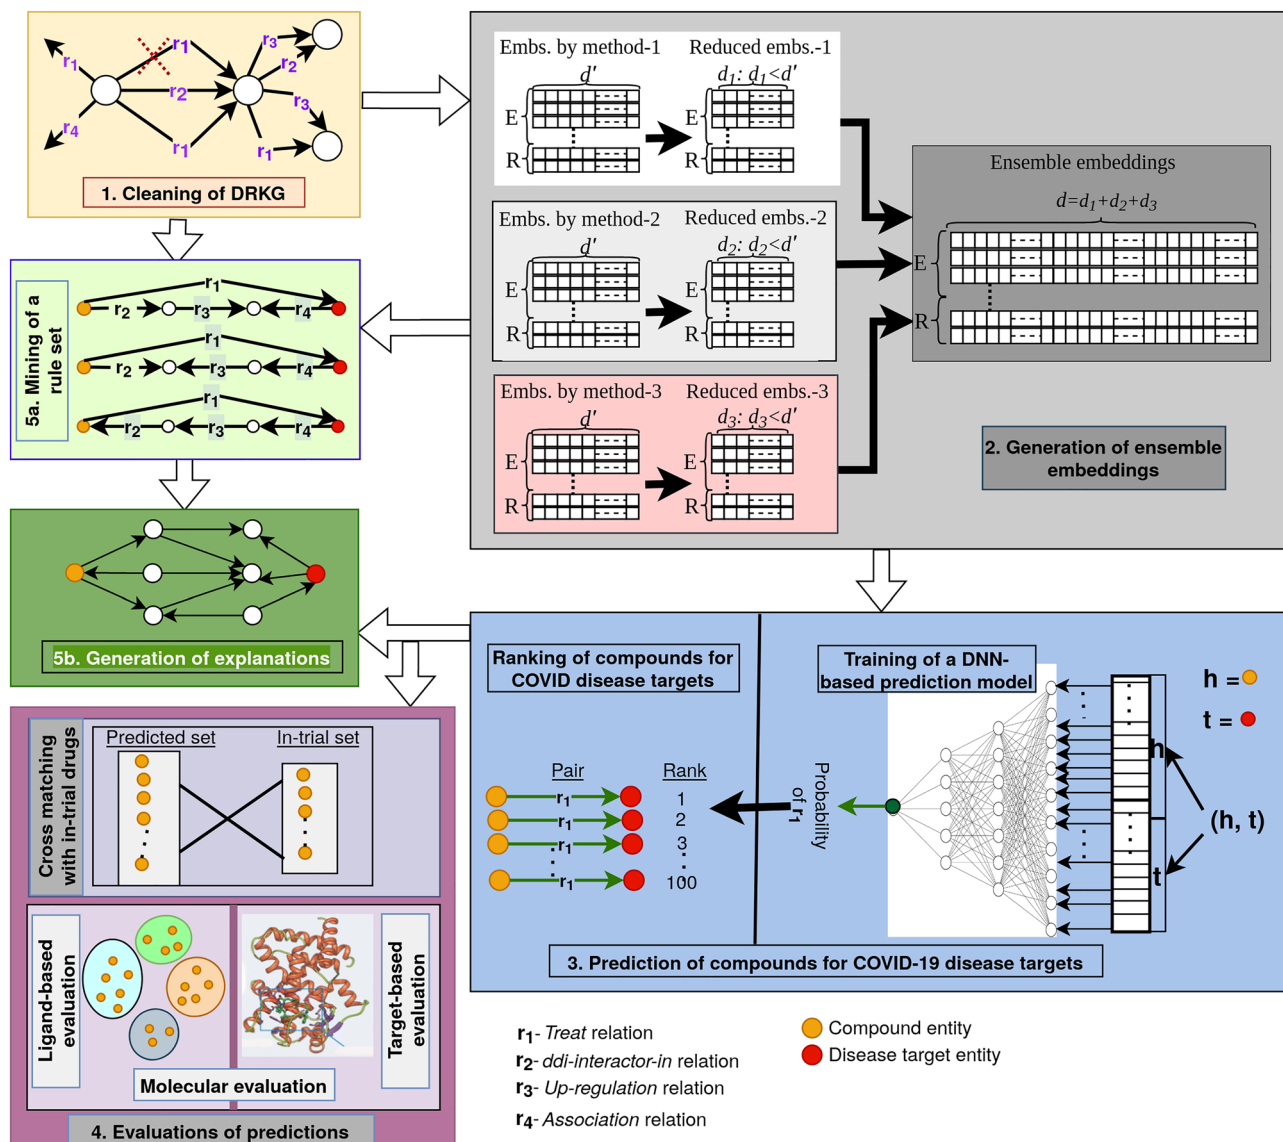 r1
r1
r3
r2
r2
r3
r4
r1
r1
1. Cleaning of DRKG
Embs. by method-1
Reduced embs.-1
d'
d1: d1<d'
E
R
Embs. by method-2
Reduced embs.-2
d'
d2: d2<d'
E
E
R
R
Embs. by method-3
Reduced embs.-3
d'
d3: d3<d'
E
E
R
R
E
R
Ensemble embeddings
d=d1+d2+d3
E
R
2. Generation of ensemble
embeddings
5a. Mining of a
rule set
r1
r2
r3
r4
r1
r2
r3
r4
r1
r2
r3
r4
5b. Generation of explanations
Ranking of compounds for
COVID disease targets
Training of a DNN-
based prediction model
h =
t =
h
t
(h, t)
Probability
of r1
Pair
Rank
r1
1
r1
2
r1
3
r1
100
3. Prediction of compounds for COVID-19 disease targets
Cross matching
with in-trial drugs
Predicted set
In-trial set
Ligand-based
evaluation
Target-based
evaluation
Molecular evaluation
4. Evaluations of predictions
r1- Treat relation
r2- ddi-interactor-in relation
r3- Up-regulation relation
r4- Association relation
Compound entity
Disease target entity